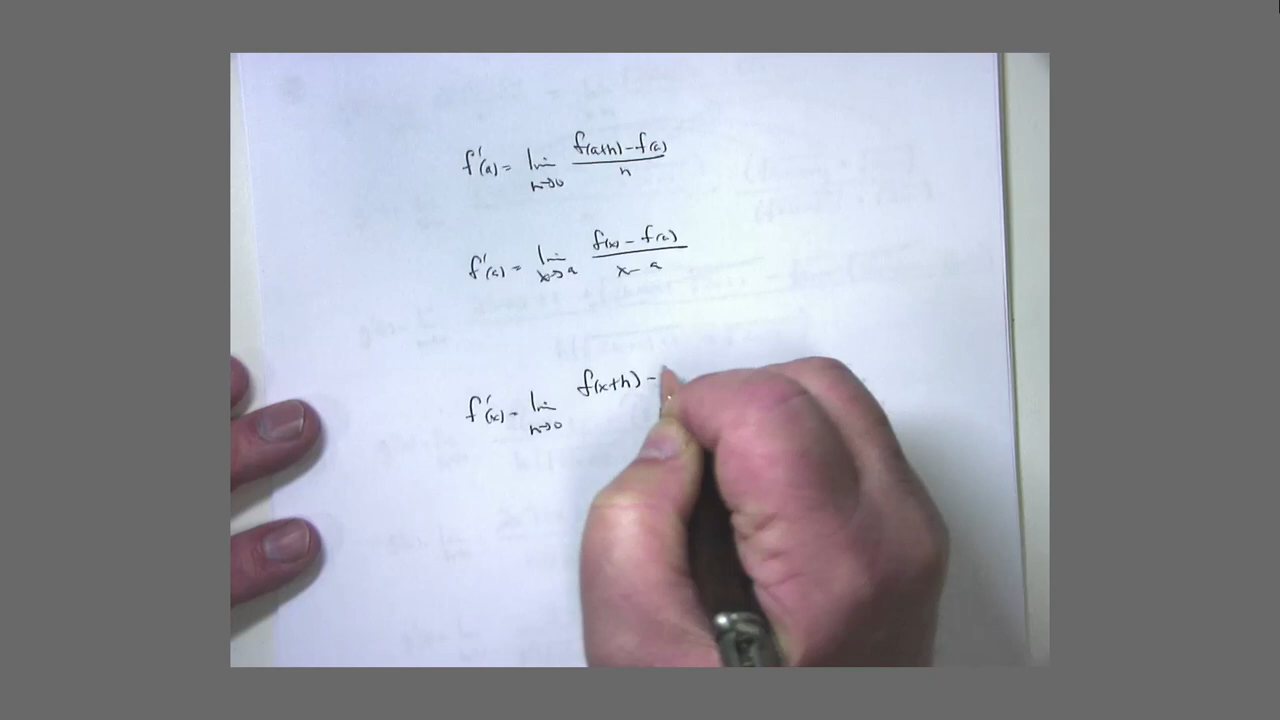 f'(a) = lim h→0 f(a+h) - f(a) / h
f'(a) = lim x→a f(x) - f(a) / x - a
f'(x) = lim h→0 f(x+h) -